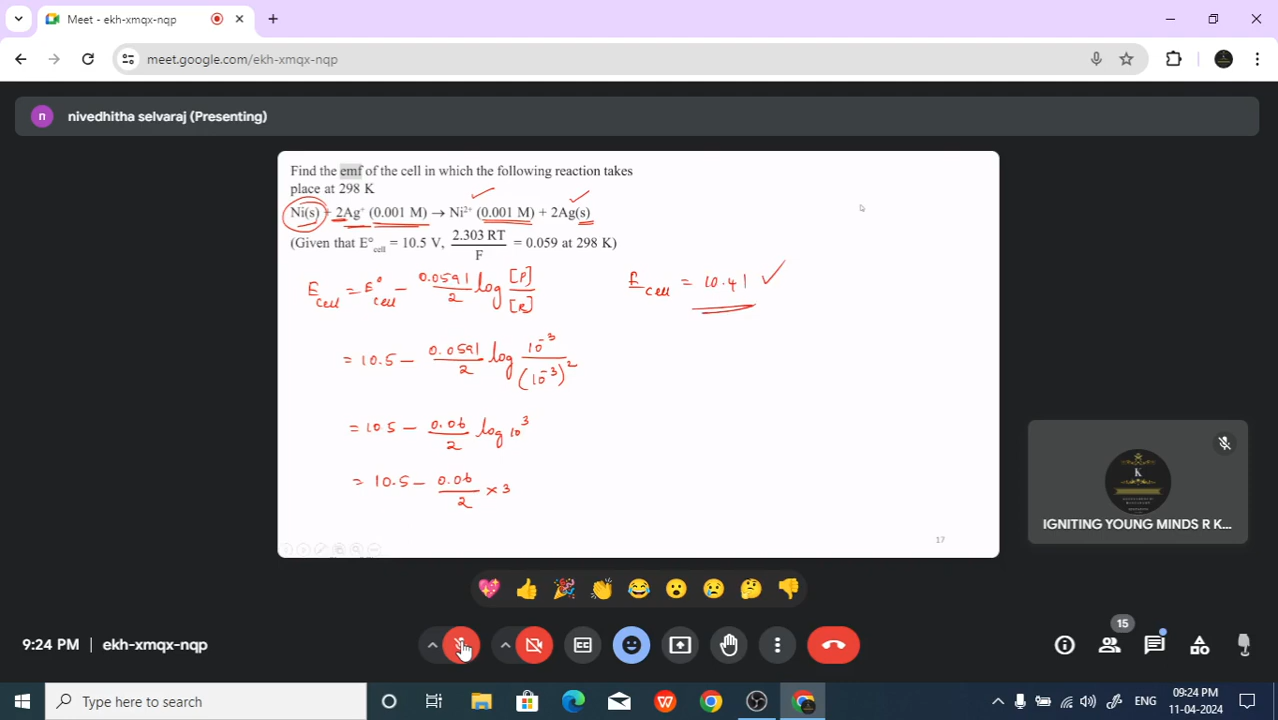 Meet - ekh-xmqx-nqp
meet.google.com/ekh-xmqx-nqp
n nivedhitha selvaraj (Presenting)
Find the emf of the cell in which the following reaction takes
place at 298 K
Ni(s) + 2Ag⁺ (0.001 M) → Ni²⁺ (0.001 M) + 2Ag(s)
(Given that E°cell = 10.5 V, 2.303 RT / F = 0.059 at 298 K)
E cell = E° cell − 0.0591/2 log [P]/[R]
= 10.5 − 0.0591/2 log 10⁻³/(10⁻³)²
= 10.5 − 0.06/2 log 10³
= 10.5 − 0.06/2 × 3
E cell = 10.41 ✓
17
K
IGNITING YOUNG MINDS R K...
9:24 PM | ekh-xmqx-nqp
15
Type here to search
ENG
09:24 PM
11-04-2024